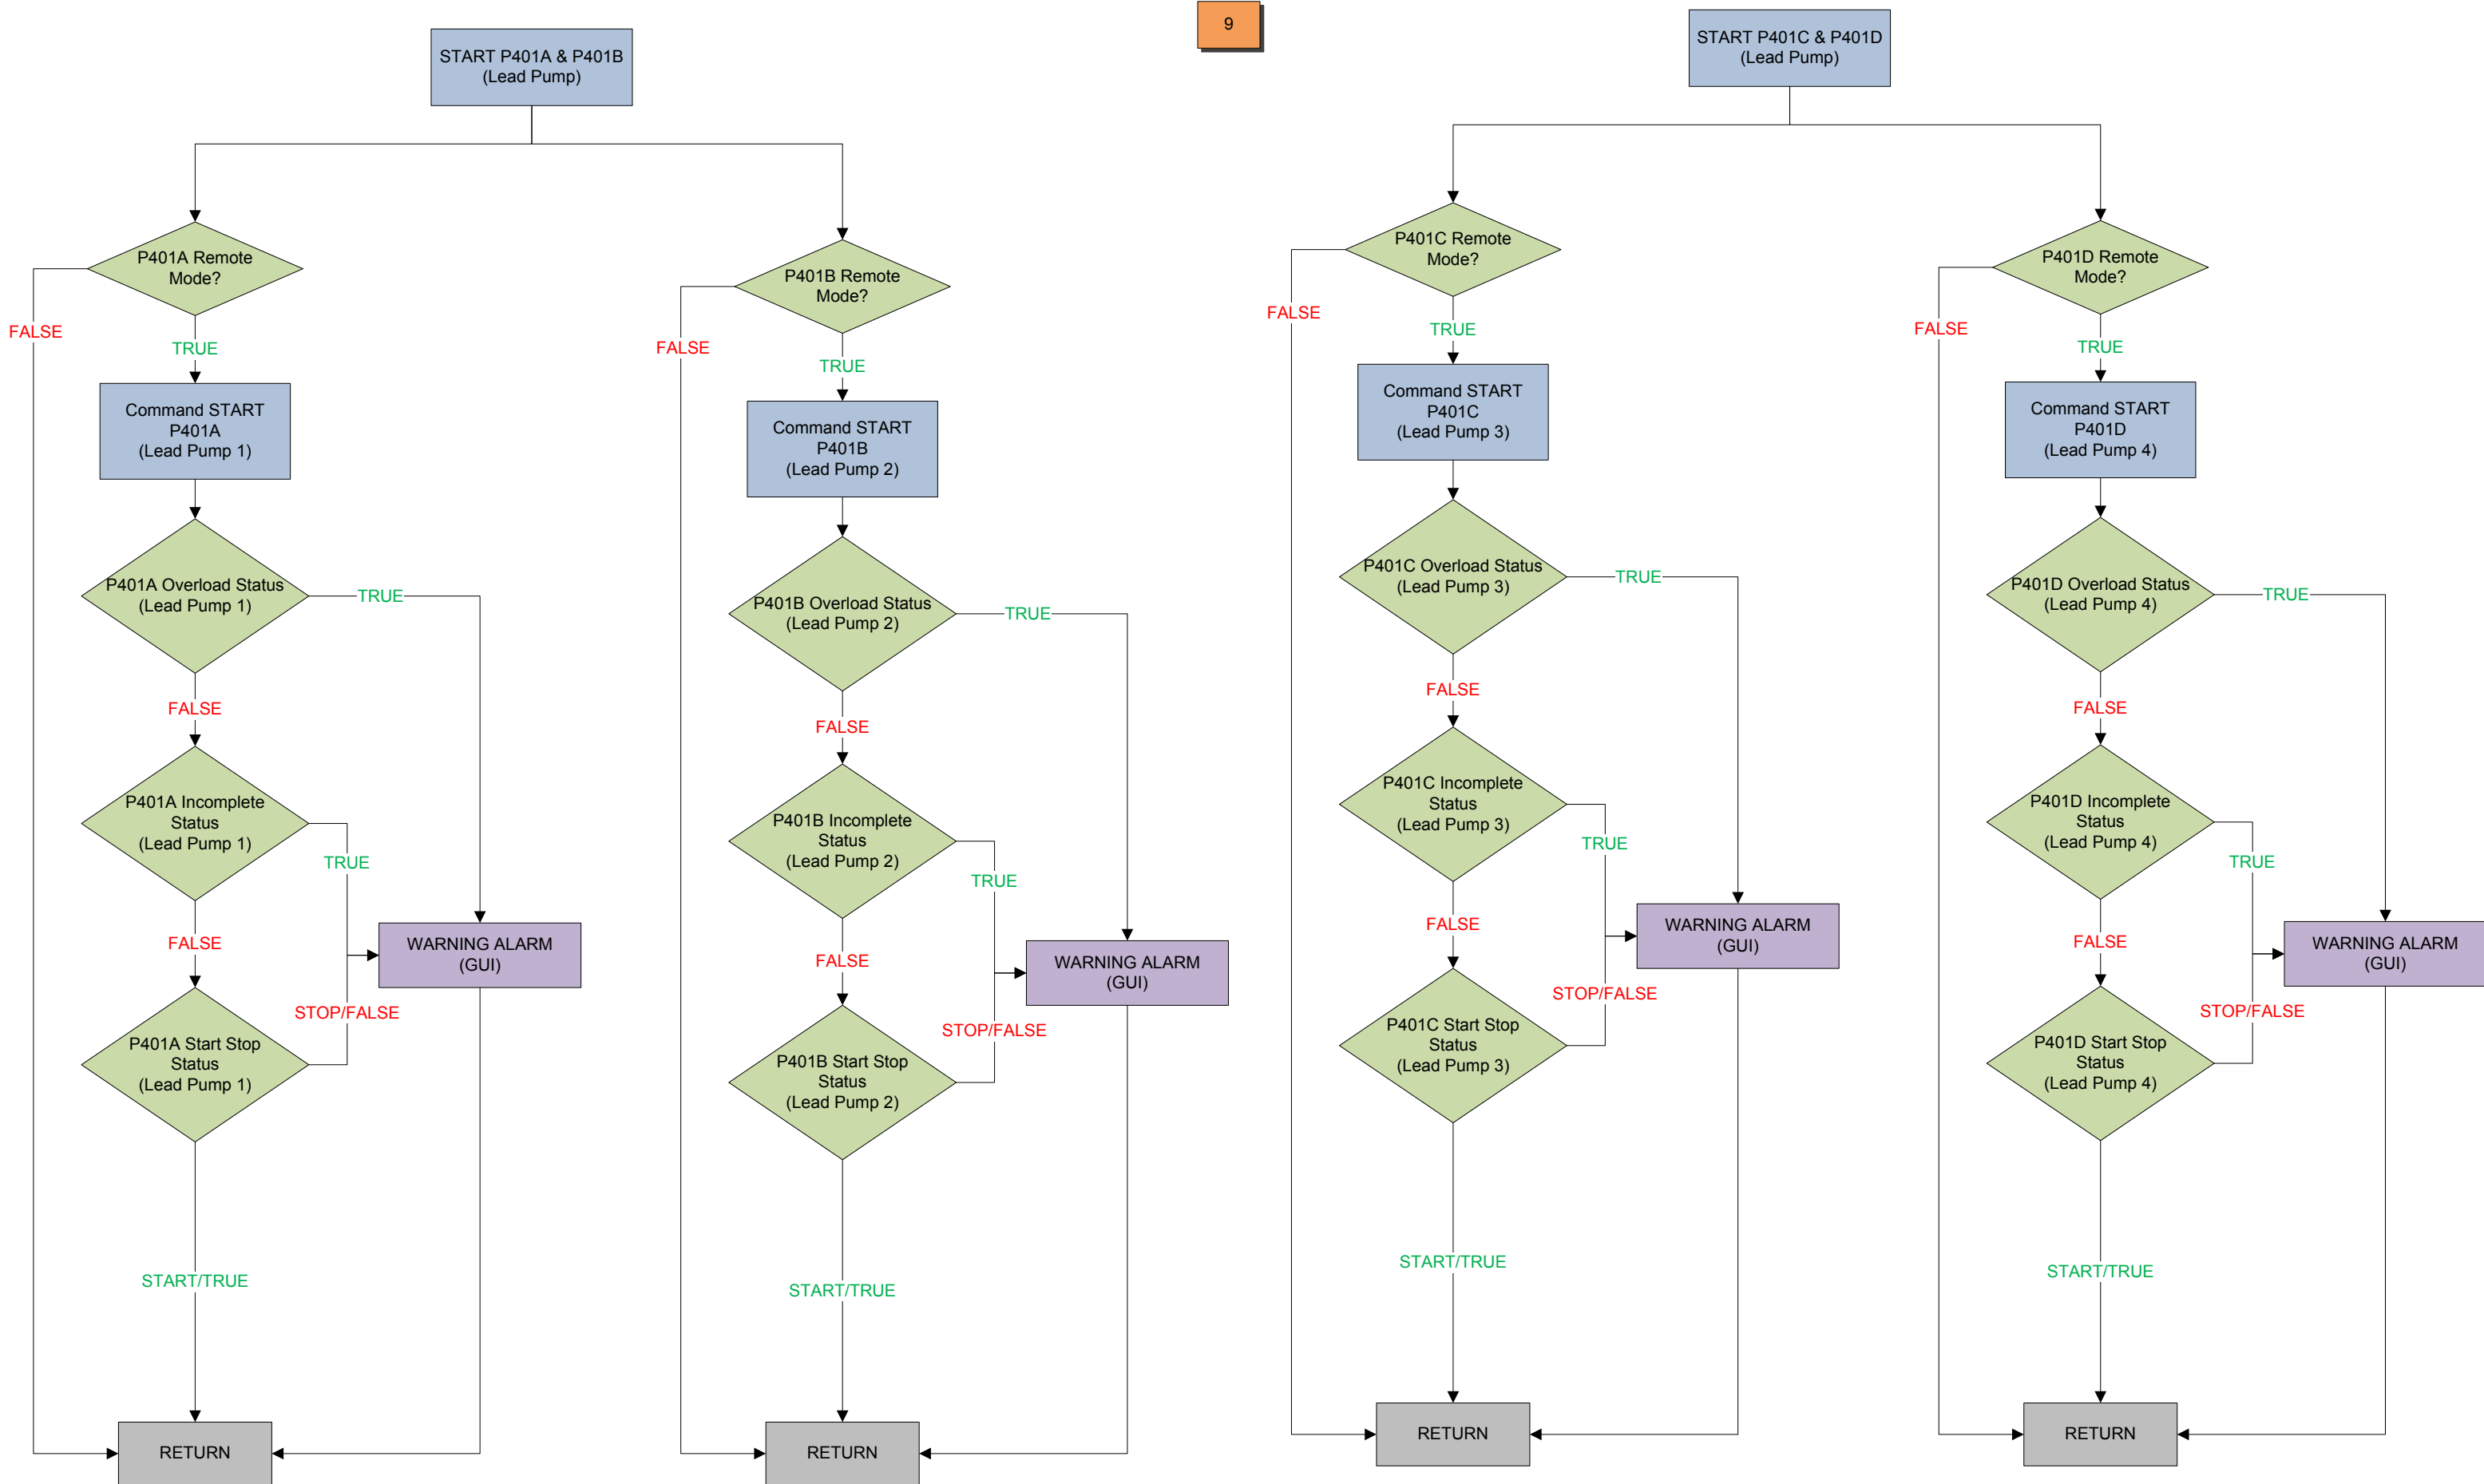 9
START P401A & P401B
(Lead Pump)
P401A Remote
Mode?
FALSE
TRUE
Command START
P401A
(Lead Pump 1)
P401A Overload Status
(Lead Pump 1)
TRUE
FALSE
P401A Incomplete
Status
(Lead Pump 1)
TRUE
FALSE
WARNING ALARM
(GUI)
STOP/FALSE
P401A Start Stop
Status
(Lead Pump 1)
START/TRUE
RETURN
P401B Remote
Mode?
FALSE
TRUE
Command START
P401B
(Lead Pump 2)
P401B Overload Status
(Lead Pump 2)
TRUE
FALSE
P401B Incomplete
Status
(Lead Pump 2)
TRUE
FALSE
WARNING ALARM
(GUI)
STOP/FALSE
P401B Start Stop
Status
(Lead Pump 2)
START/TRUE
RETURN
START P401C & P401D
(Lead Pump)
P401C Remote
Mode?
FALSE
TRUE
Command START
P401C
(Lead Pump 3)
P401C Overload Status
(Lead Pump 3)
TRUE
FALSE
P401C Incomplete
Status
(Lead Pump 3)
TRUE
FALSE
WARNING ALARM
(GUI)
STOP/FALSE
P401C Start Stop
Status
(Lead Pump 3)
START/TRUE
RETURN
P401D Remote
Mode?
FALSE
TRUE
Command START
P401D
(Lead Pump 4)
P401D Overload Status
(Lead Pump 4)
TRUE
FALSE
P401D Incomplete
Status
(Lead Pump 4)
TRUE
FALSE
WARNING ALARM
(GUI)
STOP/FALSE
P401D Start Stop
Status
(Lead Pump 4)
START/TRUE
RETURN